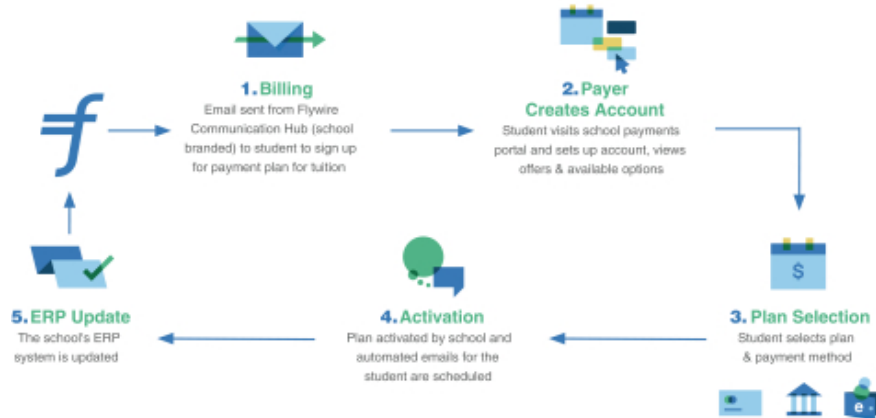 1. Billing
Email sent from Flywire
Communication Hub (school
branded) to student to sign up
for payment plan for tuition
2. Payer
Creates Account
Student visits school payments
portal and sets up account, views
offers & available options
$
3. Plan Selection
Student selects plan
& payment method
e
4. Activation
Plan activated by school and
automated emails for the
student are scheduled
5. ERP Update
The school's ERP
system is updated